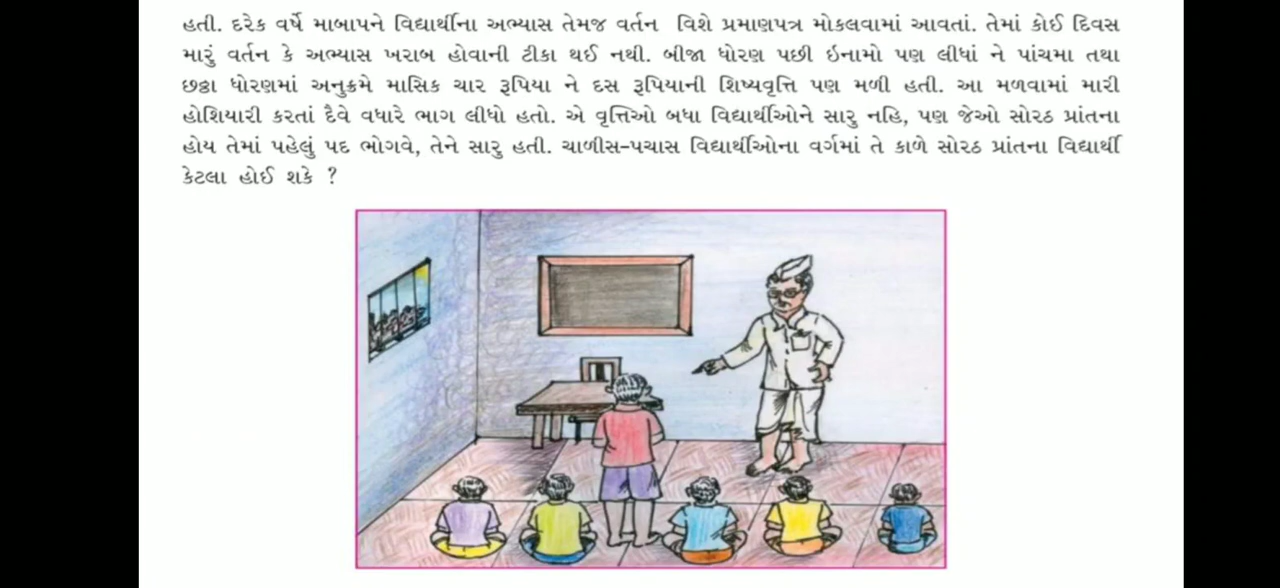 હતી. દરેક વર્ષે માબાપને વિદ્યાર્થીના અભ્યાસ તેમજ વર્તન વિશે પ્રમાણપત્ર મોકલવામાં આવતાં. તેમાં કોઈ દિવસ
મારું વર્તન કે અભ્યાસ ખરાબ હોવાની ટીકા થઈ નથી. બીજા ધોરણ પછી ઇનામો પણ લીધાં ને પાંચમા તથા
છઠ્ઠા ધોરણમાં અનુક્રમે માસિક ચાર રૂપિયા ને દસ રૂપિયાની શિષ્યવૃત્તિ પણ મળી હતી. આ મળવામાં મારી
હોશિયારી કરતાં દૈવે વધારે ભાગ લીધો હતો. એ વૃત્તિઓ બધા વિદ્યાર્થીઓને સારુ નહિ, પણ જેઓ સોરઠ પ્રાંતના
હોય તેમાં પહેલું પદ ભોગવે, તેને સારુ હતી. ચાળીસ-પચાસ વિદ્યાર્થીઓના વર્ગમાં તે કાળે સોરઠ પ્રાંતના વિદ્યાર્થી
કેટલા હોઈ શકે ?